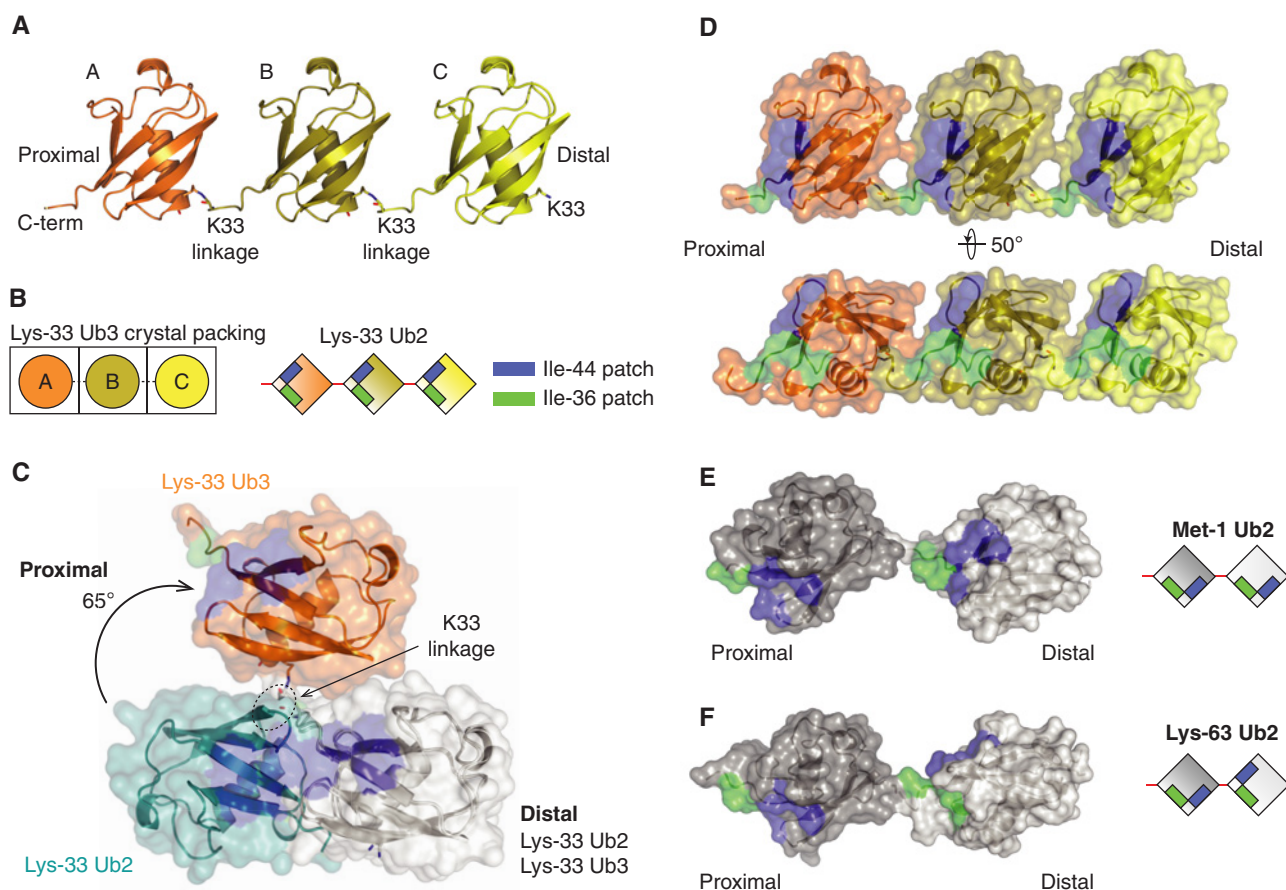 A
A
B
C
Proximal
Distal
C-term
K33
linkage
K33
linkage
K33
B
Lys-33 Ub3 crystal packing
A
B
C
Lys-33 Ub2
Ile-44 patch
Ile-36 patch
C
Lys-33 Ub3
Proximal
65°
K33
linkage
Lys-33 Ub2
Distal
Lys-33 Ub2
Lys-33 Ub3
D
Proximal
50°
Distal
E
Proximal
Distal
Met-1 Ub2
F
Proximal
Distal
Lys-63 Ub2